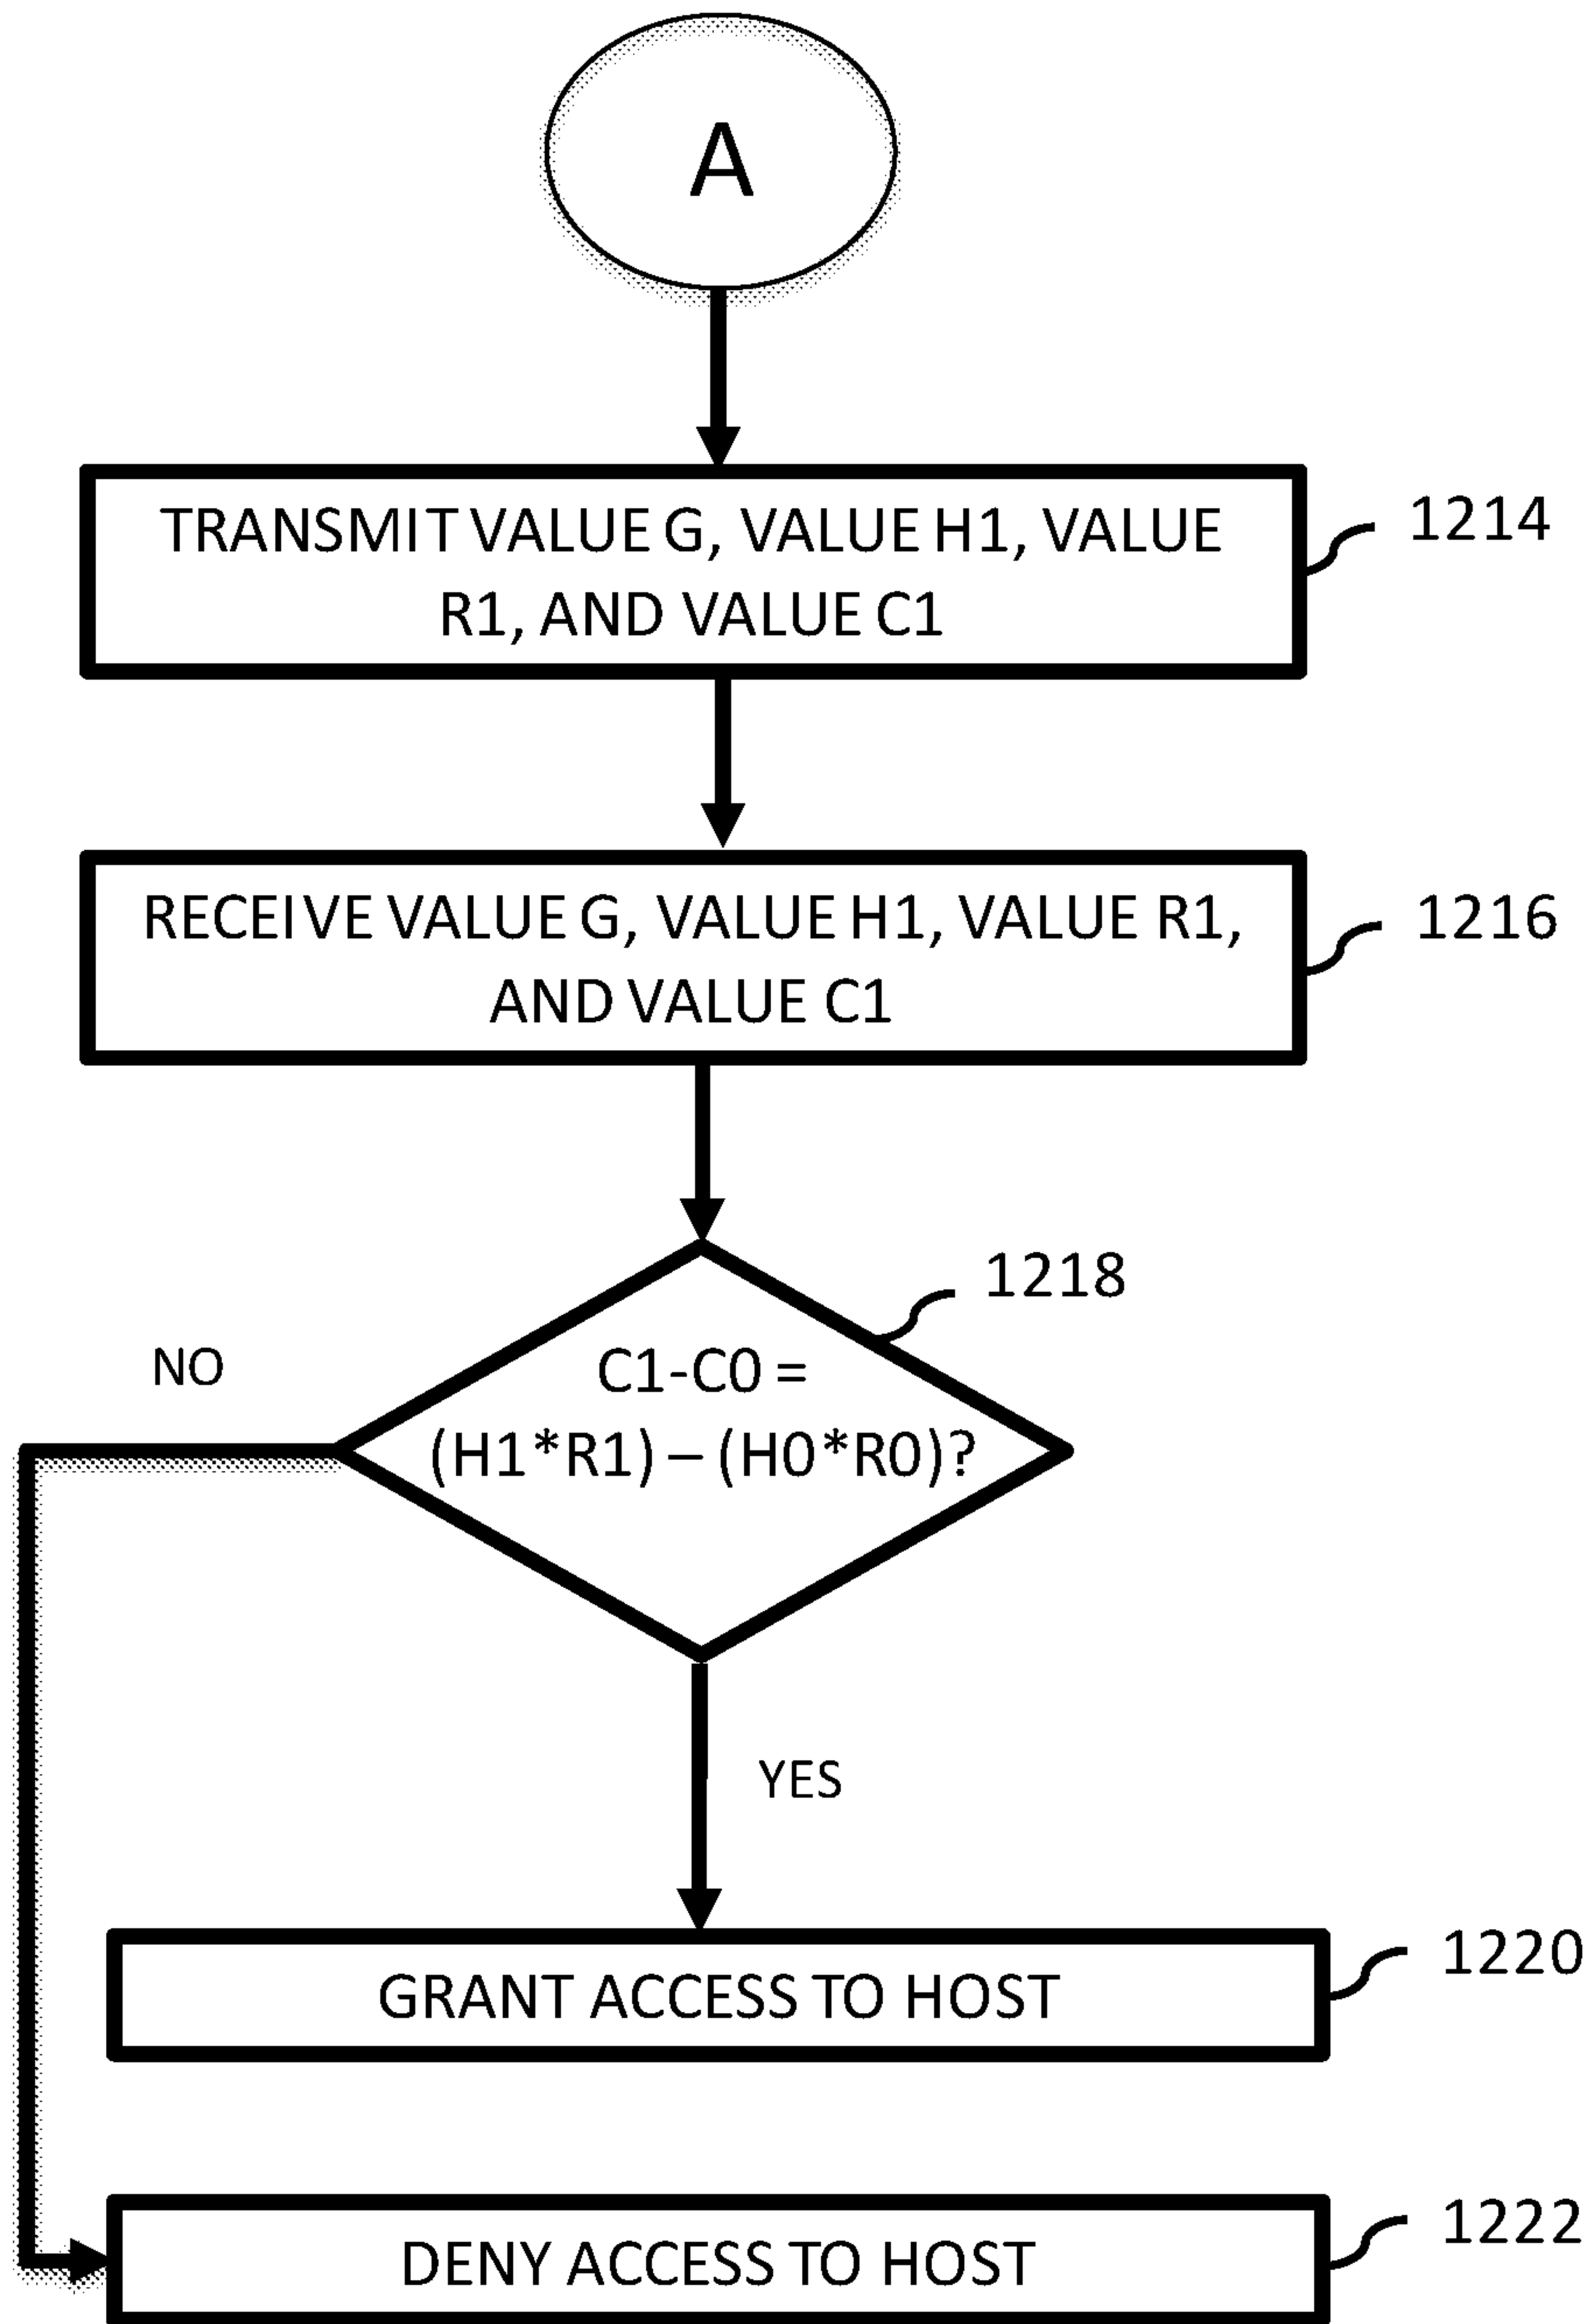 A
TRANSMIT VALUE G, VALUE H1, VALUE
R1, AND VALUE C1
1214
RECEIVE VALUE G, VALUE H1, VALUE R1,
AND VALUE C1
1216
1218
C1-C0 =
(H1*R1) – (H0*R0)?
NO
YES
GRANT ACCESS TO HOST
1220
DENY ACCESS TO HOST
1222